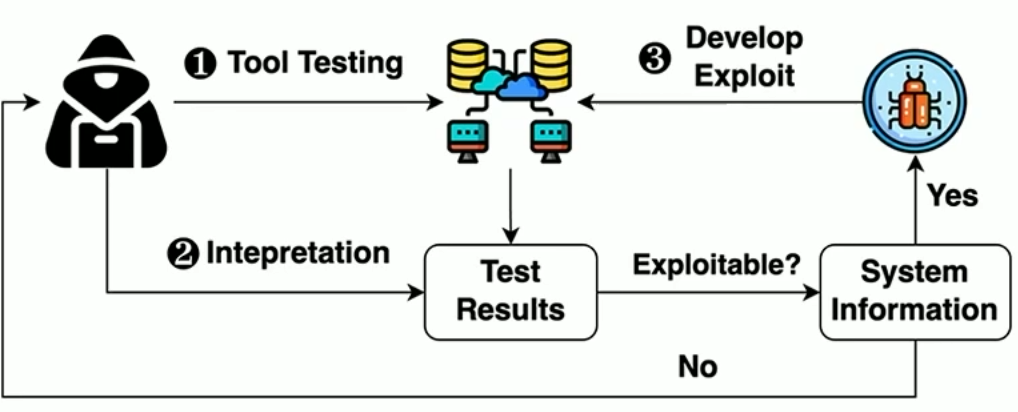 ❶ Tool Testing
❸ Develop
Exploit
Yes
❷ Intepretation
Test
Results
Exploitable?
System
Information
No